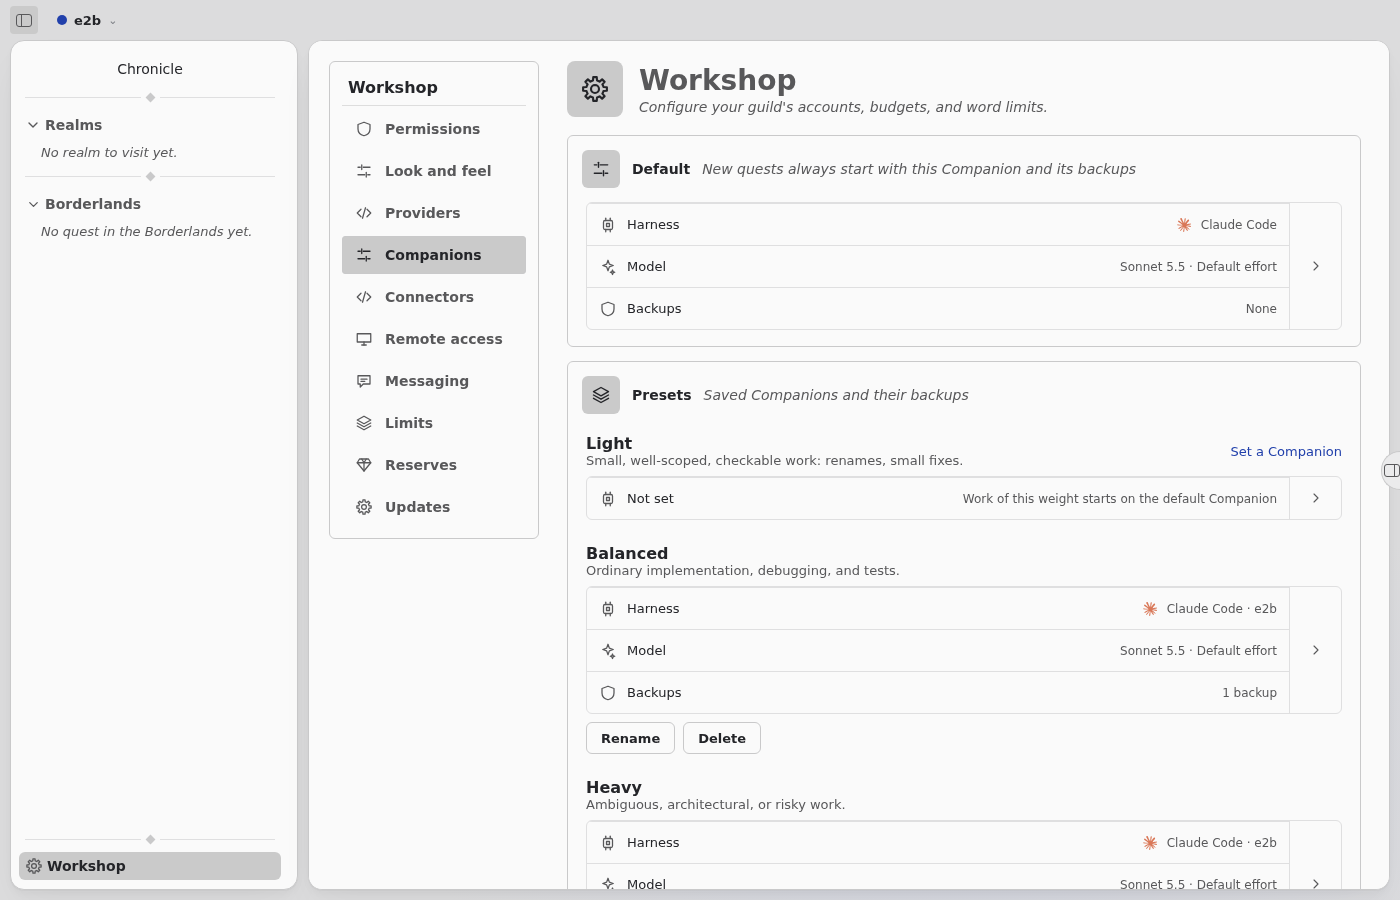 e2b
Chronicle
Realms
No realm to visit yet.
Borderlands
No quest in the Borderlands yet.
Workshop
Workshop
Permissions
Look and feel
Providers
Companions
Connectors
Remote access
Messaging
Limits
Reserves
Updates
Workshop
Configure your guild's accounts, budgets, and word limits.
Default New quests always start with this Companion and its backups
Harness Claude Code
Model Sonnet 5.5 · Default effort
Backups None
Presets Saved Companions and their backups
Light
Small, well-scoped, checkable work: renames, small fixes.
Set a Companion
Not set Work of this weight starts on the default Companion
Balanced
Ordinary implementation, debugging, and tests.
Harness Claude Code · e2b
Model Sonnet 5.5 · Default effort
Backups 1 backup
Rename Delete
Heavy
Ambiguous, architectural, or risky work.
Harness Claude Code · e2b
Model Sonnet 5.5 · Default effort